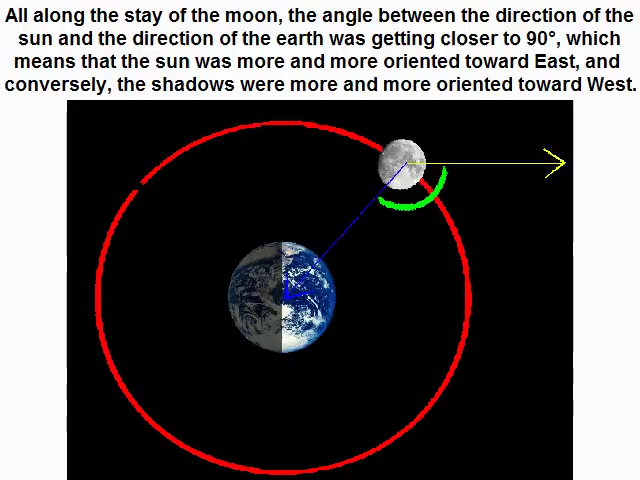 All along the stay of the moon, the angle between the direction of the
sun and the direction of the earth was getting closer to 90°, which
means that the sun was more and more oriented toward East, and
conversely, the shadows were more and more oriented toward West.